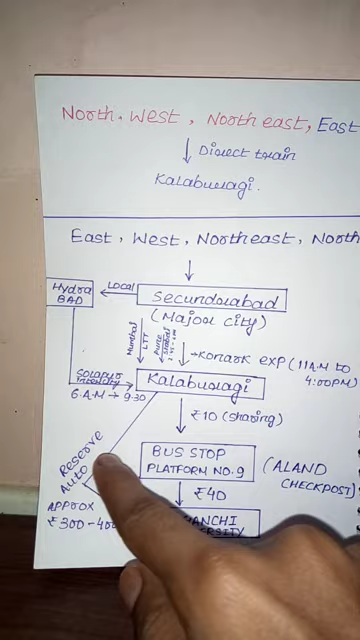 North, West, North east, East
Direct train
Kalaburagi.
East, West, Northeast, North
Hydra
BAD
Local
Secunderabad
(Major city)
Mumbai
LTT
Pune
Konark exp (11A.M to
4:00PM)
Solapur
Intercity
6.A.M → 9:30
Kalaburagi
₹10 (sharing)
Reserve
Auto
APPROX
₹300-400
BUS STOP
PLATFORM NO.9
(ALAND
CHECKPOST)
₹40